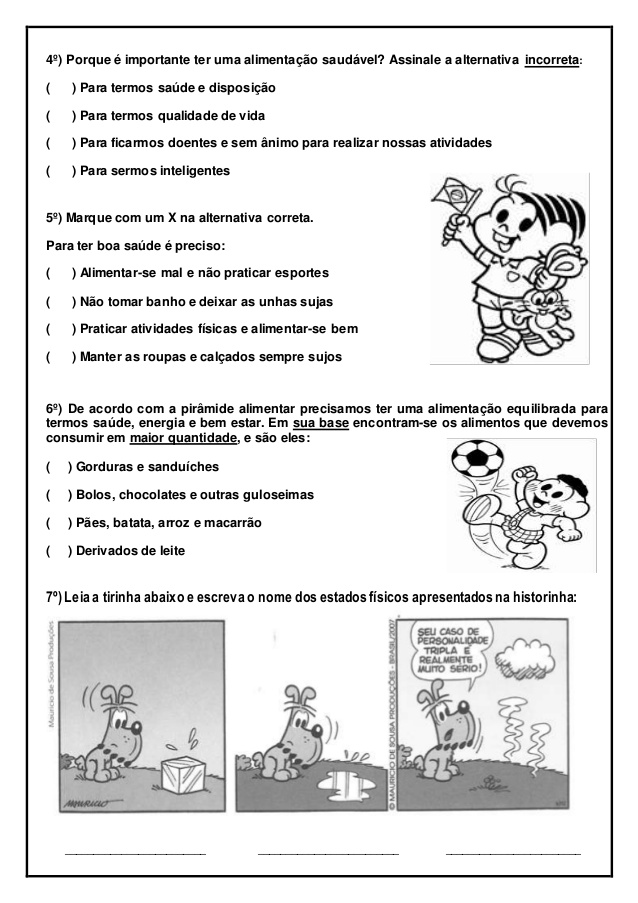 4º) Porque é importante ter uma alimentação saudável? Assinale a alternativa incorreta:
( ) Para termos saúde e disposição
( ) Para termos qualidade de vida
( ) Para ficarmos doentes e sem ânimo para realizar nossas atividades
( ) Para sermos inteligentes
5º) Marque com um X na alternativa correta.
Para ter boa saúde é preciso:
( ) Alimentar-se mal e não praticar esportes
( ) Não tomar banho e deixar as unhas sujas
( ) Praticar atividades físicas e alimentar-se bem
( ) Manter as roupas e calçados sempre sujos
6º) De acordo com a pirâmide alimentar precisamos ter uma alimentação equilibrada para
termos saúde, energia e bem estar. Em sua base encontram-se os alimentos que devemos
consumir em maior quantidade, e são eles:
( ) Gorduras e sanduíches
( ) Bolos, chocolates e outras guloseimas
( ) Pães, batata, arroz e macarrão
( ) Derivados de leite
7º) Leia a tirinha abaixo e escreva o nome dos estados físicos apresentados na historinha:
Mauricio de Sousa Produções
MAURICIO
© MAURICIO DE SOUSA PRODUÇÕES - BRASIL/2007
SEU CASO DE
PERSONALIDADE
TRIPLA É
REALMENTE
MUITO SÉRIO!